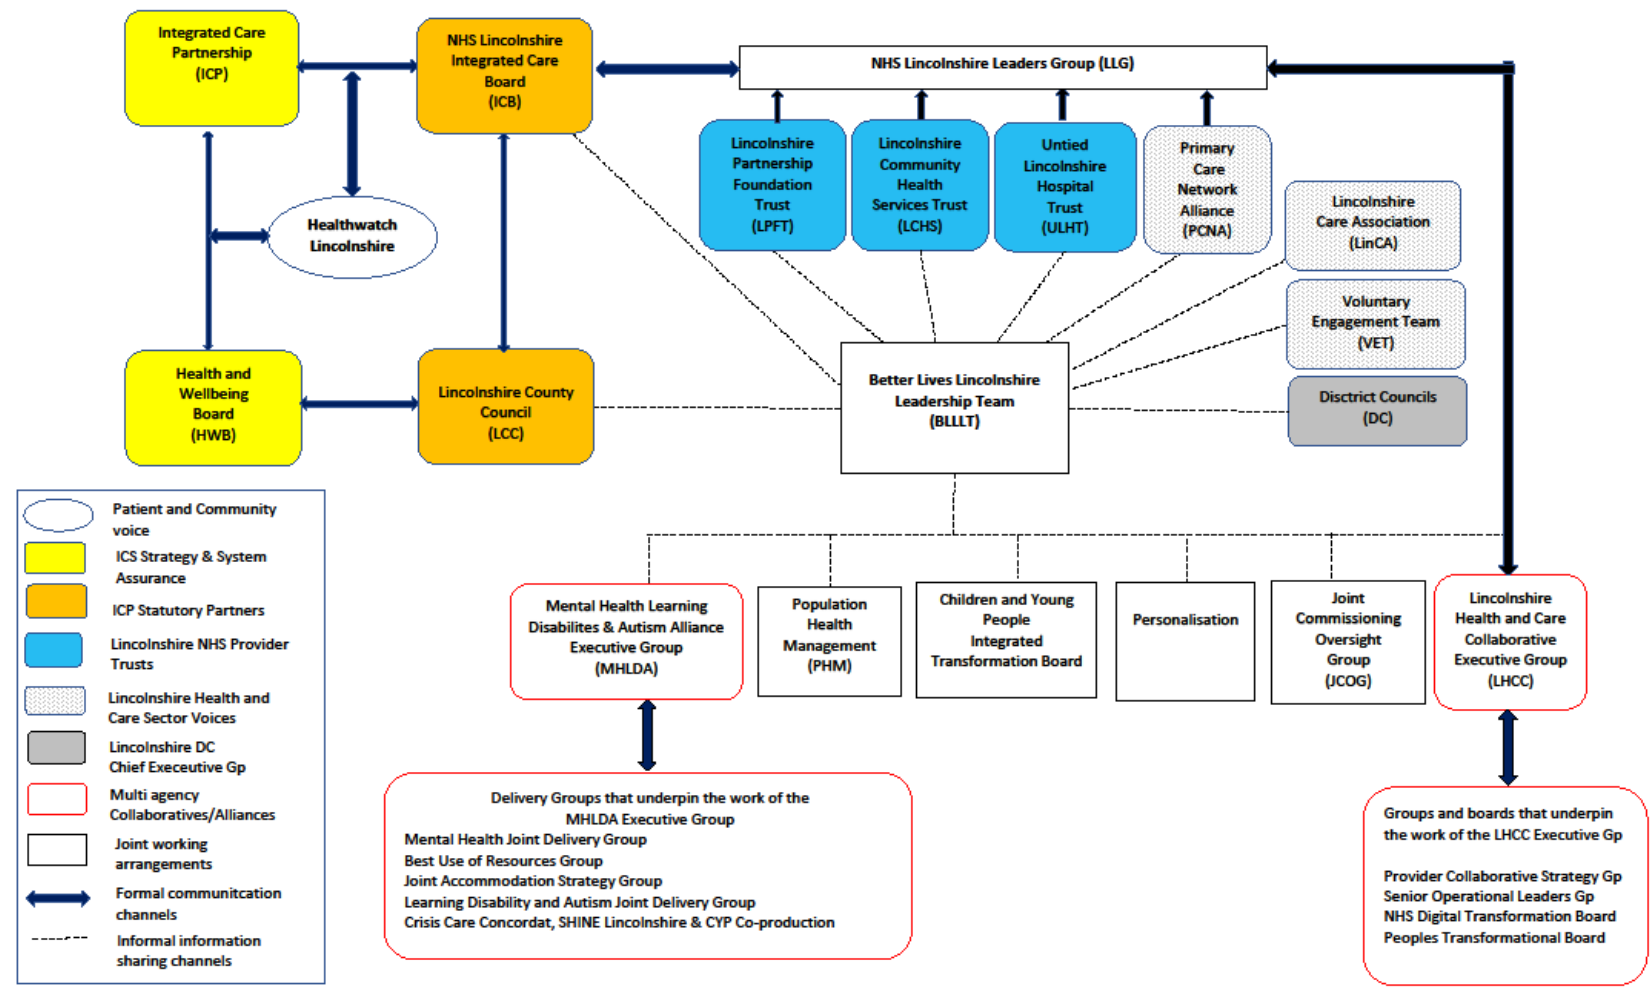 Integrated Care
Partnership
(ICP)
NHS Lincolnshire
Integrated Care
Board
(ICB)
NHS Lincolnshire Leaders Group (LLG)
Lincolnshire
Partnership
Foundation
Trust
(LPFT)
Lincolnshire
Community
Health
Services Trust
(LCHS)
Untied
Lincolnshire
Hospital
Trust
(ULHT)
Primary
Care
Network
Alliance
(PCNA)
Lincolnshire
Care Association
(LinCA)
Healthwatch
Lincolnshire
Voluntary
Engagement Team
(VET)
Health and
Wellbeing
Board
(HWB)
Lincolnshire County
Council
(LCC)
Better Lives Lincolnshire
Leadership Team
(BLLLT)
Disctrict Councils
(DC)
Patient and Community
voice
ICS Strategy & System
Assurance
ICP Statutory Partners
Lincolnshire NHS Provider
Trusts
Lincolnshire Health and
Care Sector Voices
Lincolnshire DC
Chief Execeutive Gp
Multi agency
Collaboratives/Alliances
Joint working
arrangements
Formal communitcation
channels
Informal information
sharing channels
Mental Health Learning
Disabilites & Autism Alliance
Executive Group
(MHLDA)
Population
Health
Management
(PHM)
Children and Young
People
Integrated
Transformation Board
Personalisation
Joint
Commissioning
Oversight
Group
(JCOG)
Lincolnshire
Health and Care
Collaborative
Executive Group
(LHCC)
Delivery Groups that underpin the work of the
MHLDA Executive Group
Mental Health Joint Delivery Group
Best Use of Resources Group
Joint Accommodation Strategy Group
Learning Disability and Autism Joint Delivery Group
Crisis Care Concordat, SHINE Lincolnshire & CYP Co-production
Groups and boards that underpin
the work of the LHCC Executive Gp
Provider Collaborative Strategy Gp
Senior Operational Leaders Gp
NHS Digital Transformation Board
Peoples Transformational Board